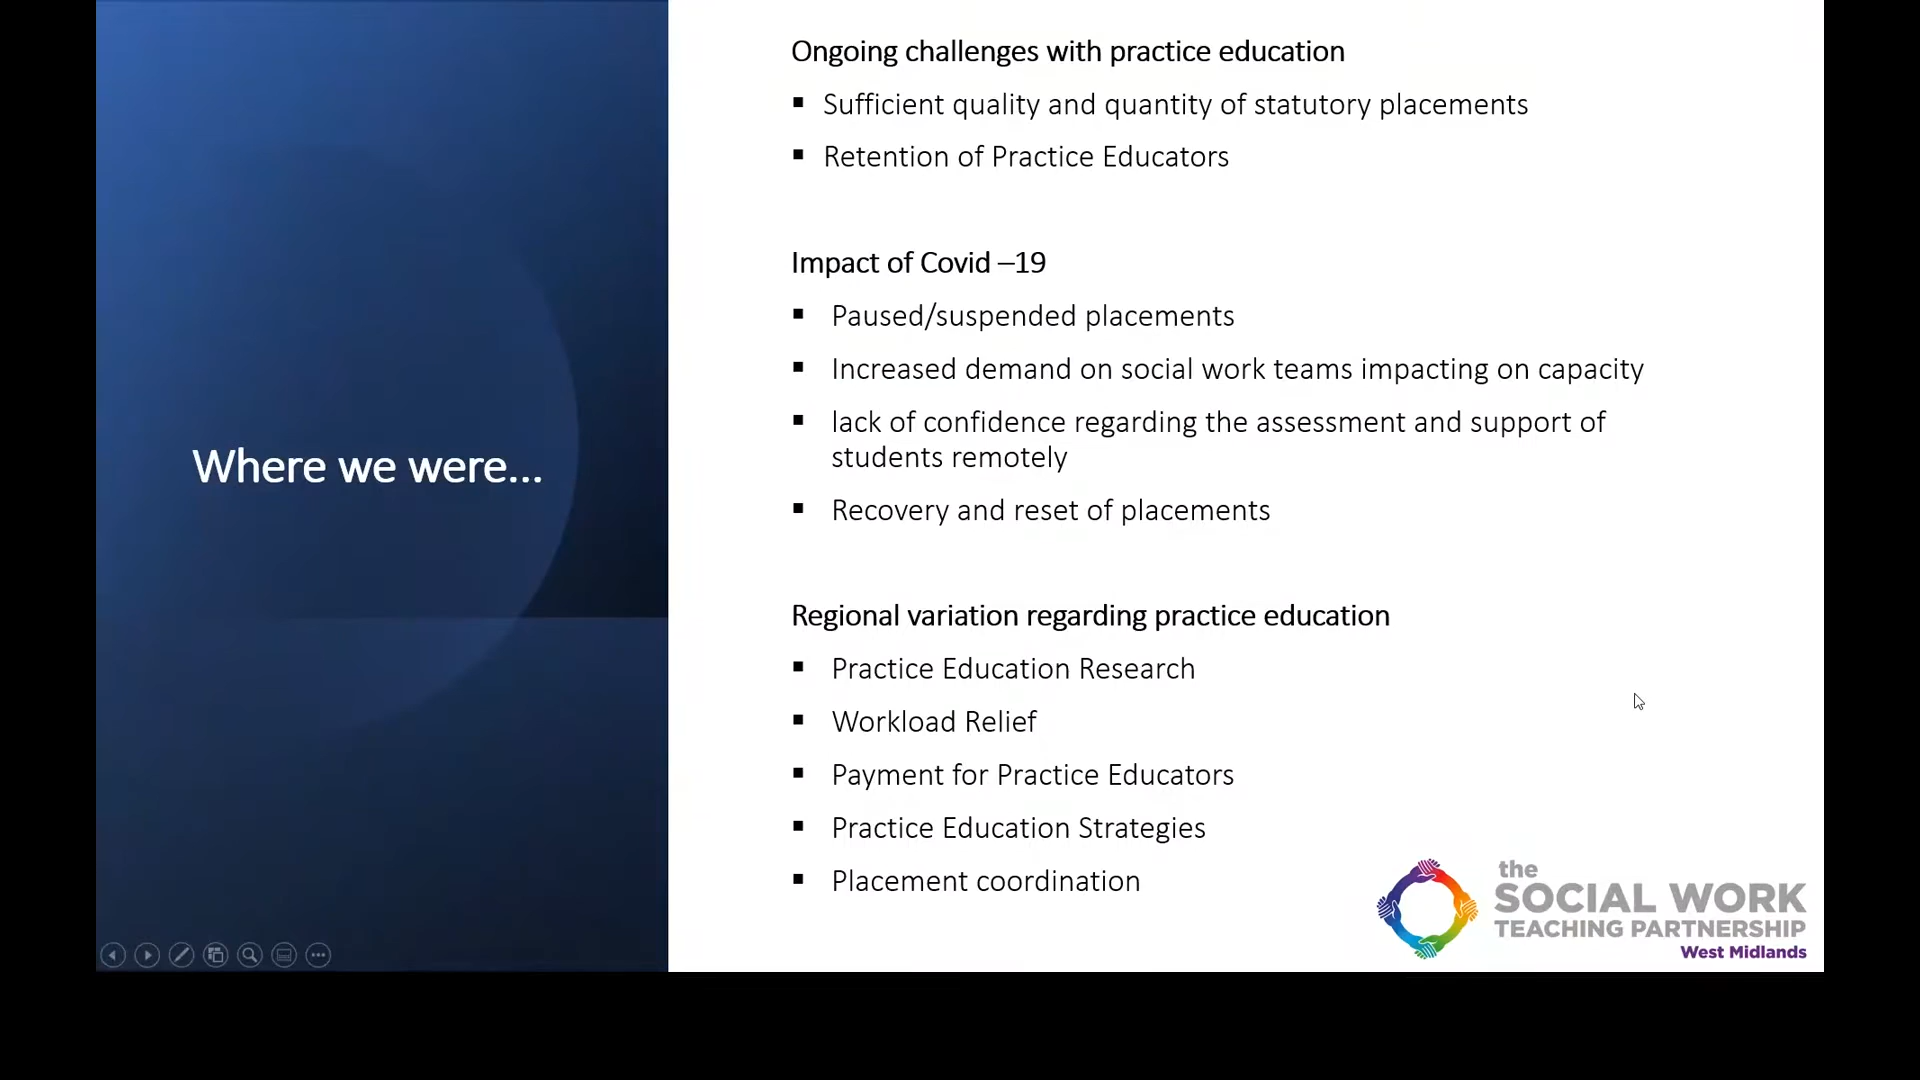 Where we were...
Ongoing challenges with practice education
▪ Sufficient quality and quantity of statutory placements
▪ Retention of Practice Educators
Impact of Covid –19
▪ Paused/suspended placements
▪ Increased demand on social work teams impacting on capacity
▪ lack of confidence regarding the assessment and support of
students remotely
▪ Recovery and reset of placements
Regional variation regarding practice education
▪ Practice Education Research
▪ Workload Relief
▪ Payment for Practice Educators
▪ Practice Education Strategies
▪ Placement coordination
the
SOCIAL WORK
TEACHING PARTNERSHIP
West Midlands